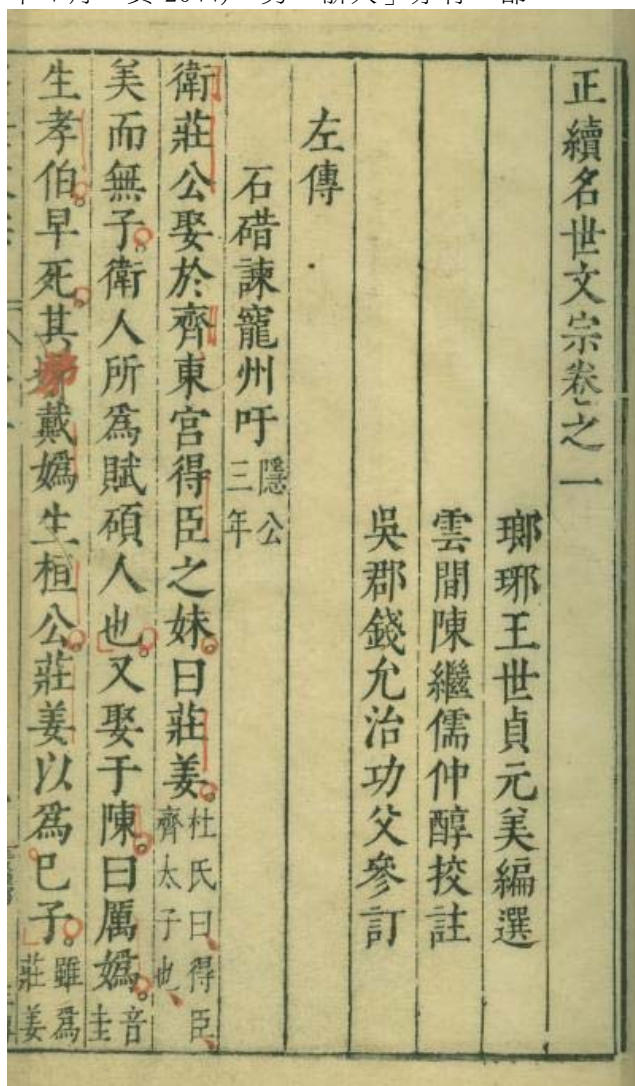 正續名世文宗卷之一
瑯琊王世貞元美編選
雲間陳繼儒仲醇挍註
吳郡錢允治功父參訂
左傳
石碏諫寵州吁隱公三年
衛莊公娶於齊東宮得臣之妹曰莊姜杜氏曰得臣齊太子也
美而無子衛人所為賦碩人也又娶于陳曰厲媯音圭
生孝伯早死其娣戴媯生桓公莊姜以為己子雖為莊姜